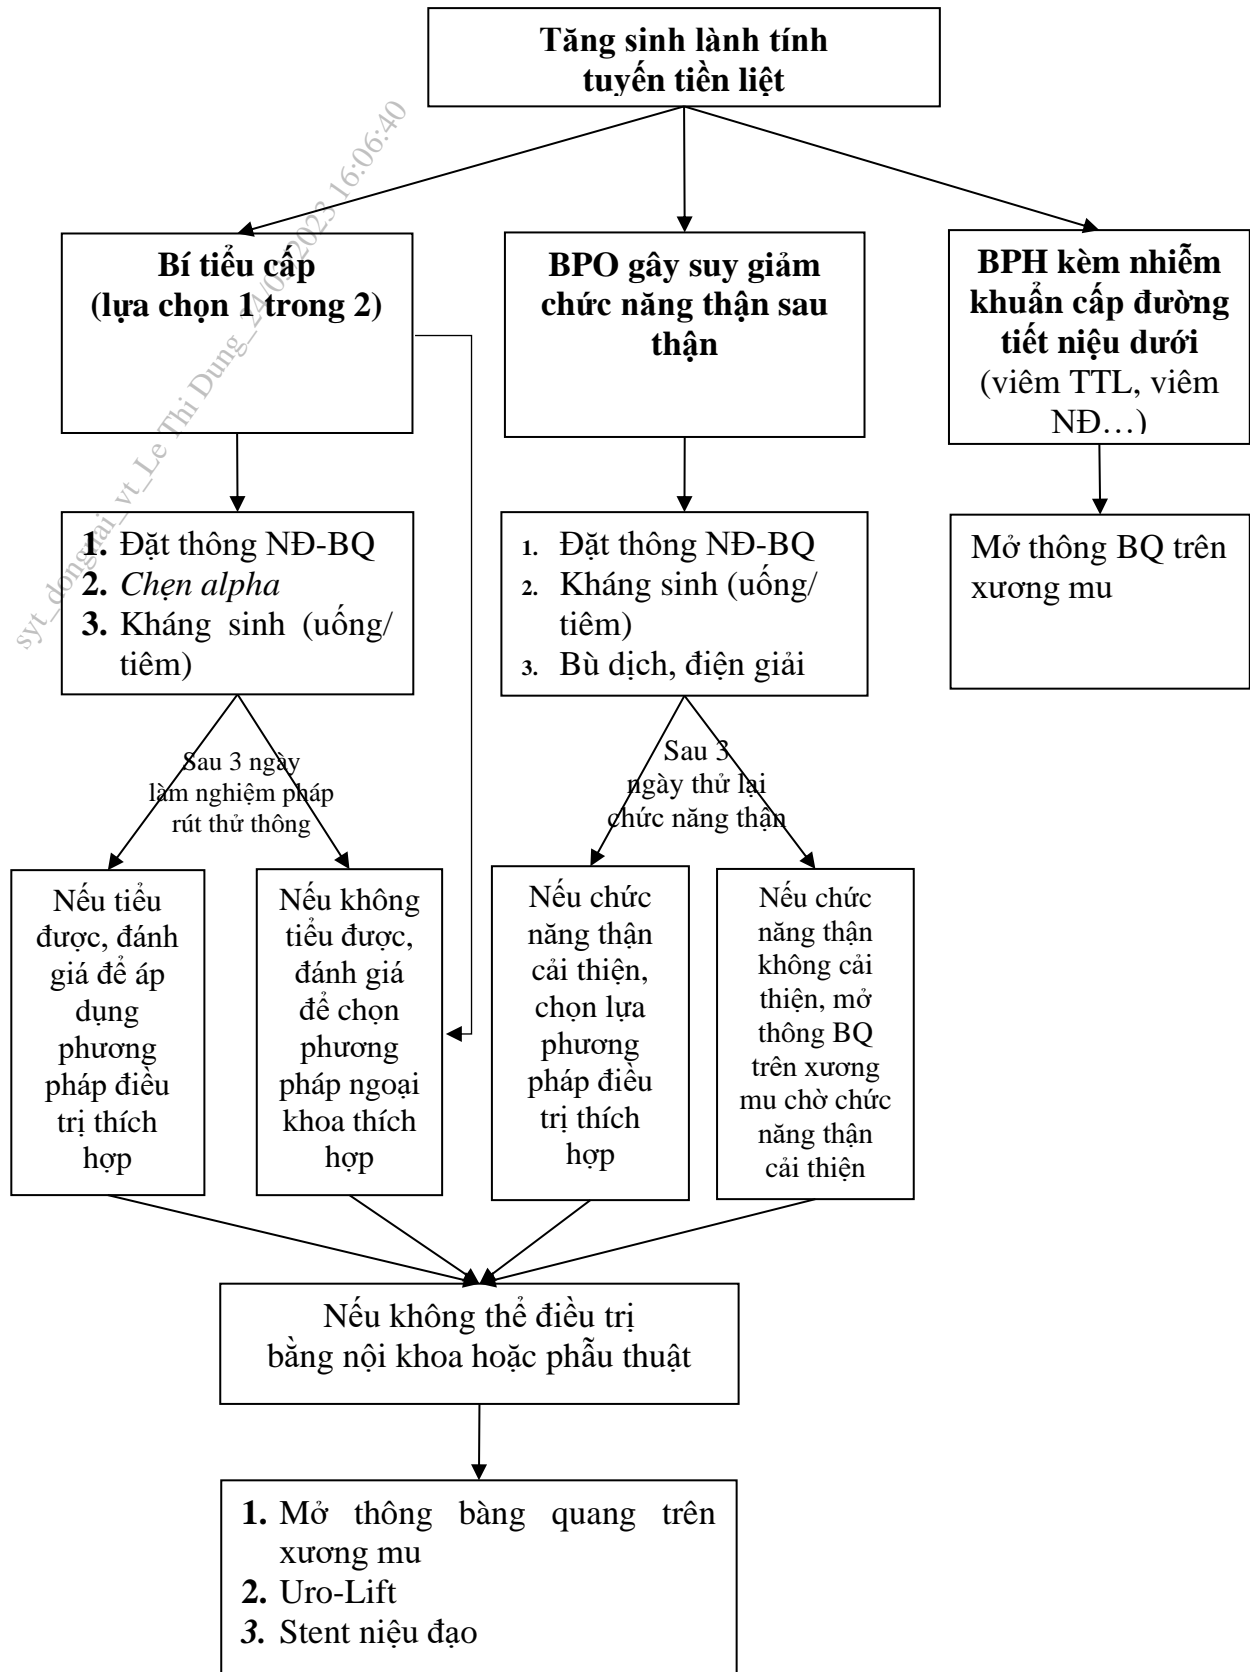 Tăng sinh lành tính
tuyến tiền liệt
Bí tiểu cấp
(lựa chọn 1 trong 2)
BPO gây suy giảm
chức năng thận sau
thận
BPH kèm nhiễm
khuẩn cấp đường
tiết niệu dưới
(viêm TTL, viêm
NĐ…)
1. Đặt thông NĐ-BQ
2. Chẹn alpha
3. Kháng sinh (uống/
tiêm)
1. Đặt thông NĐ-BQ
2. Kháng sinh (uống/
tiêm)
3. Bù dịch, điện giải
Mở thông BQ trên
xương mu
Sau 3 ngày
làm nghiệm pháp
rút thử thông
Sau 3
ngày thử lại
chức năng thận
Nếu tiểu
được, đánh
giá để áp
dụng
phương
pháp điều
trị thích
hợp
Nếu không
tiểu được,
đánh giá
để chọn
phương
pháp ngoại
khoa thích
hợp
Nếu chức
năng thận
cải thiện,
chọn lựa
phương
pháp điều
trị thích
hợp
Nếu chức
năng thận
không cải
thiện, mở
thông BQ
trên xương
mu chờ chức
năng thận
cải thiện
Nếu không thể điều trị
bằng nội khoa hoặc phẫu thuật
1. Mở thông bàng quang trên
xương mu
2. Uro-Lift
3. Stent niệu đạo